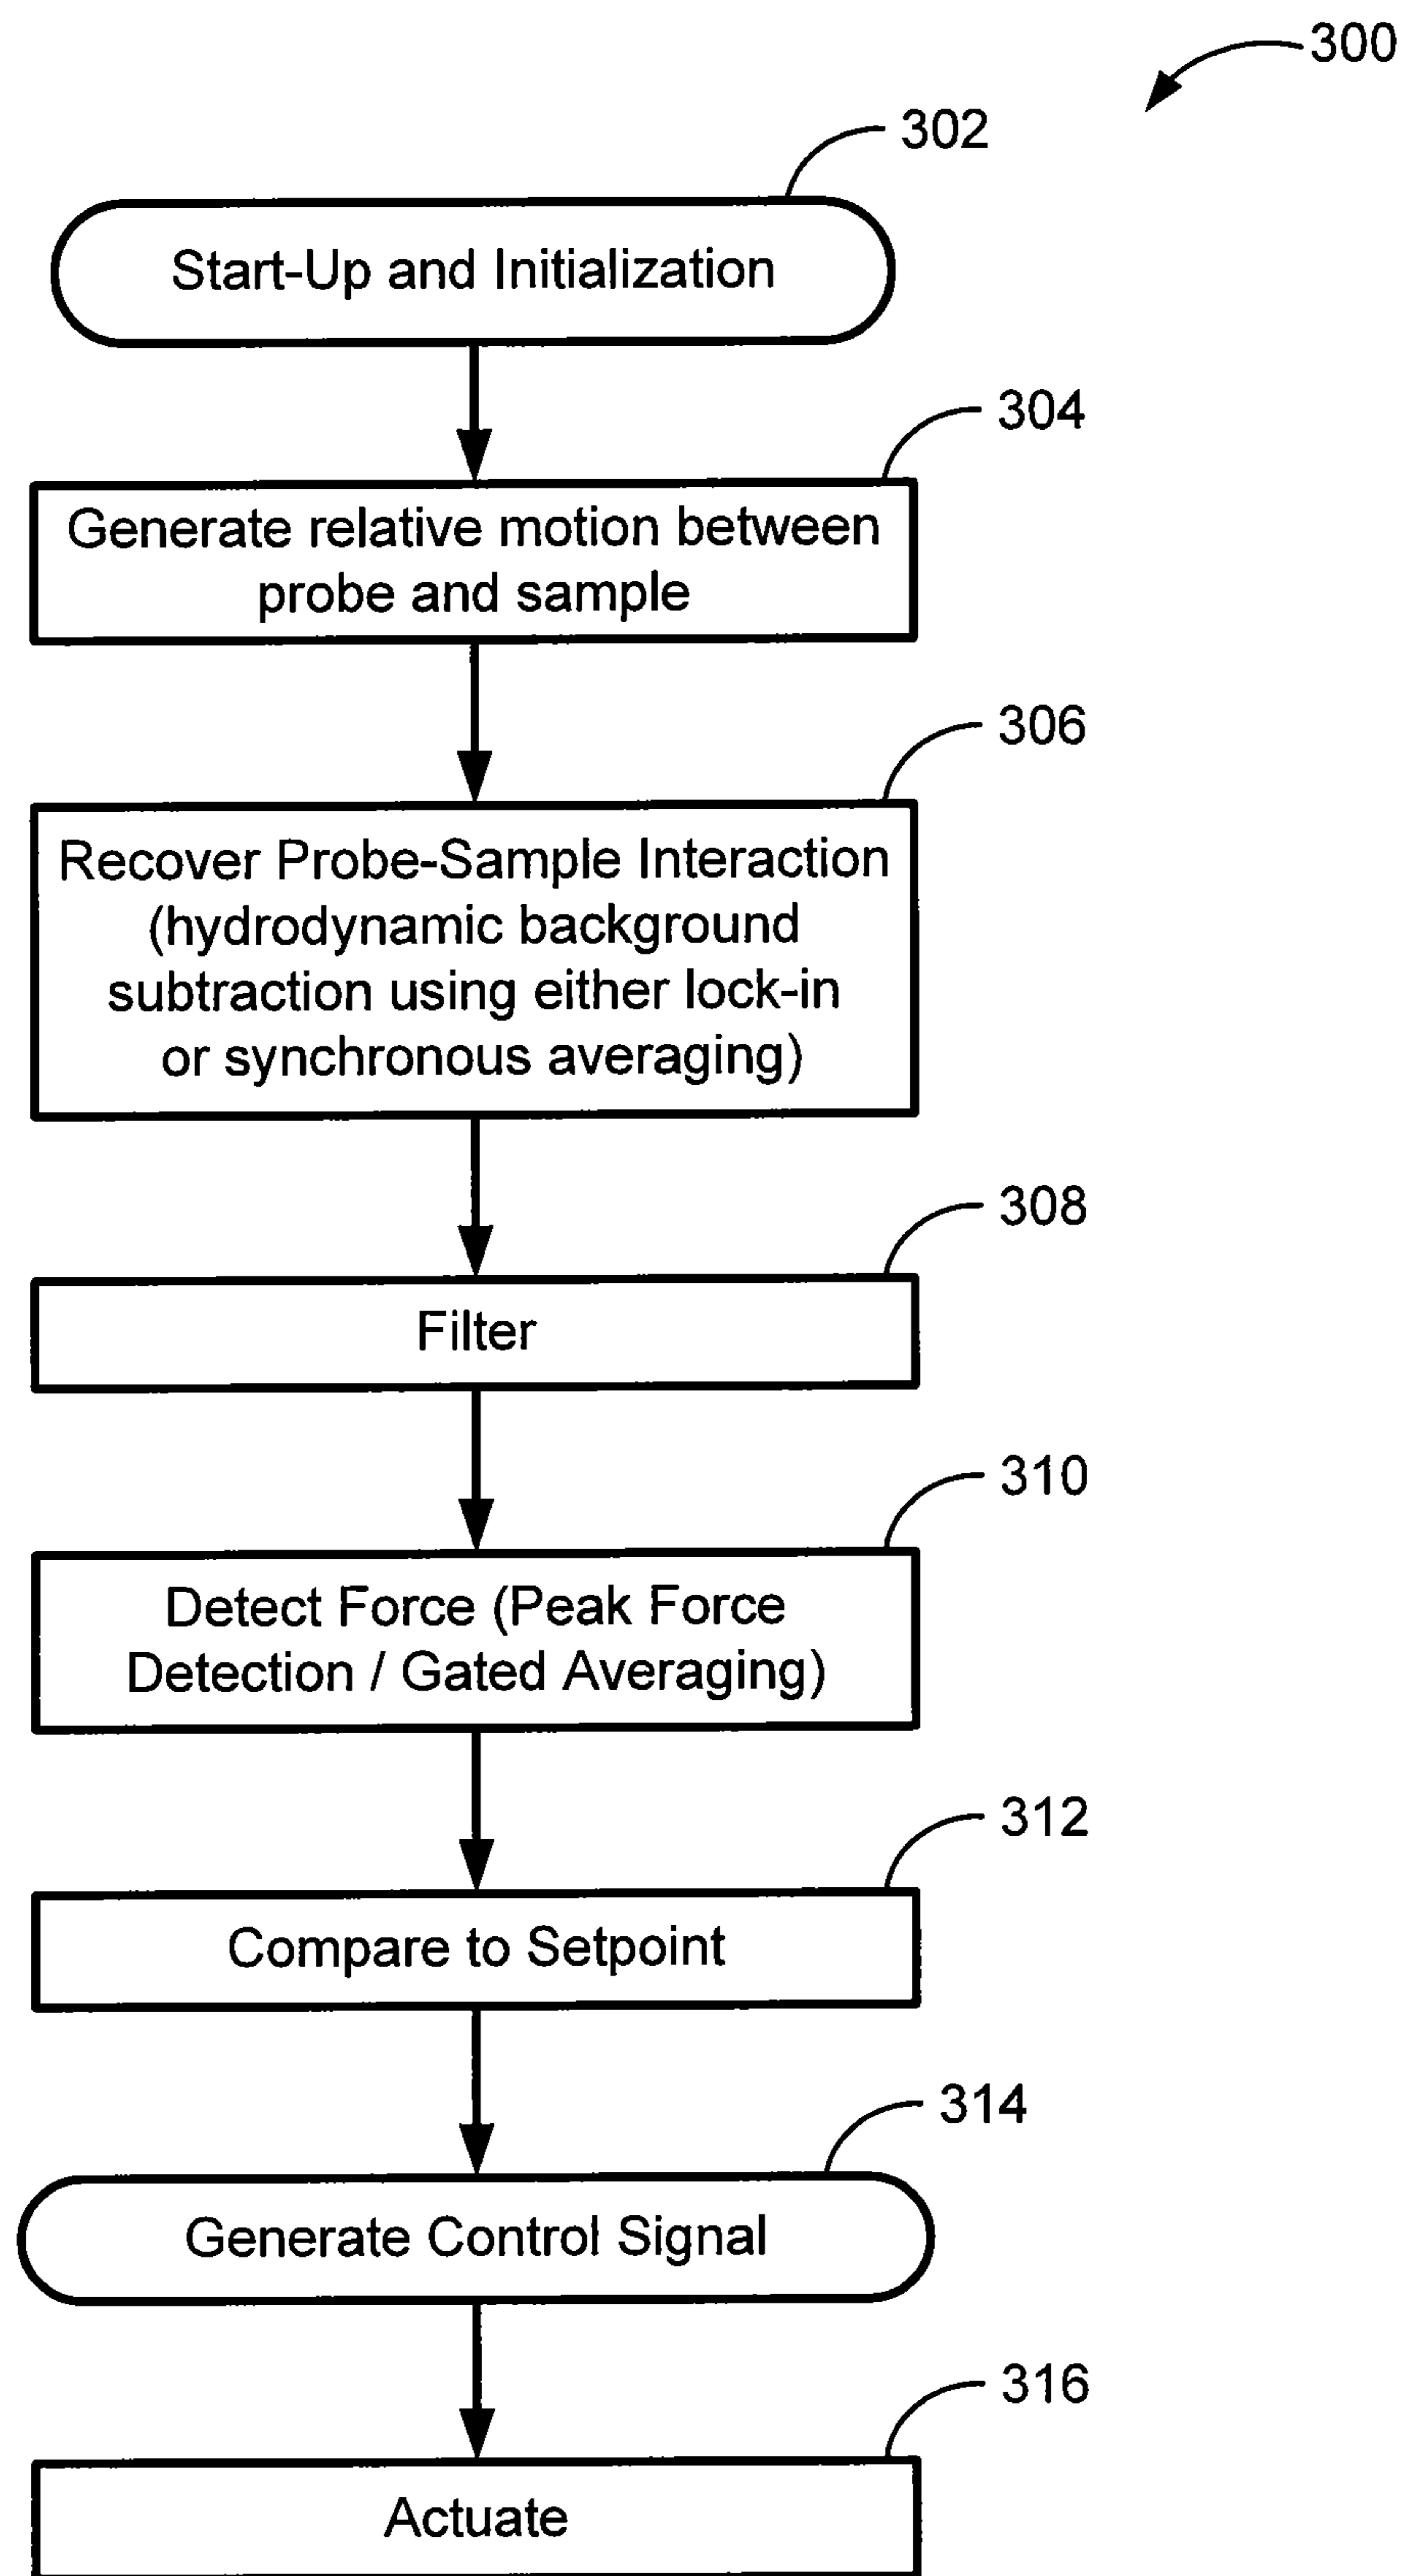 300
302
Start-Up and Initialization
304
Generate relative motion between
probe and sample
306
Recover Probe-Sample Interaction
(hydrodynamic background
subtraction using either lock-in
or synchronous averaging)
308
Filter
310
Detect Force (Peak Force
Detection / Gated Averaging)
312
Compare to Setpoint
314
Generate Control Signal
316
Actuate